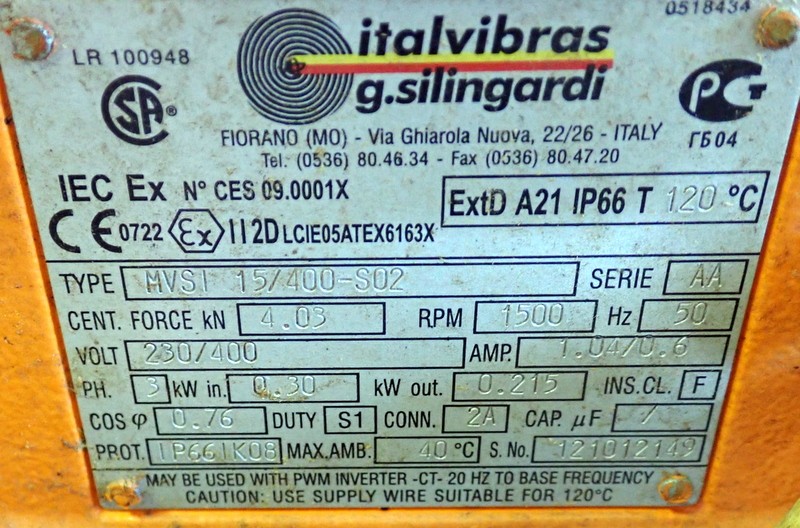 0518434
LR 100948
italvibras
g.silingardi
SA ®
РСТ
ГБ04
FIORANO (MO) - Via Ghiarola Nuova, 22/26 - ITALY
Tel. (0536) 80.46.34 - Fax (0536) 80.47.20
IEC Ex N° CES 09.0001X
ExtD A21 IP66 T 120 °C
CE 0722 Ex II2D LCIE05ATEX6163X
TYPE MVSI 15/400-S02 SERIE AA
CENT. FORCE kN 4.03 RPM 1500 Hz 50
VOLT 230/400 AMP. 1.04/0.6
PH. 3 kW in. 0.30 kW out. 0.215 INS.CL. F
COS φ 0.76 DUTY S1 CONN. 2A CAP. µF /
PROT. IP66IK08 MAX.AMB. 40 °C S. No. 121012149
MAY BE USED WITH PWM INVERTER -CT- 20 HZ TO BASE FREQUENCY
CAUTION: USE SUPPLY WIRE SUITABLE FOR 120°C